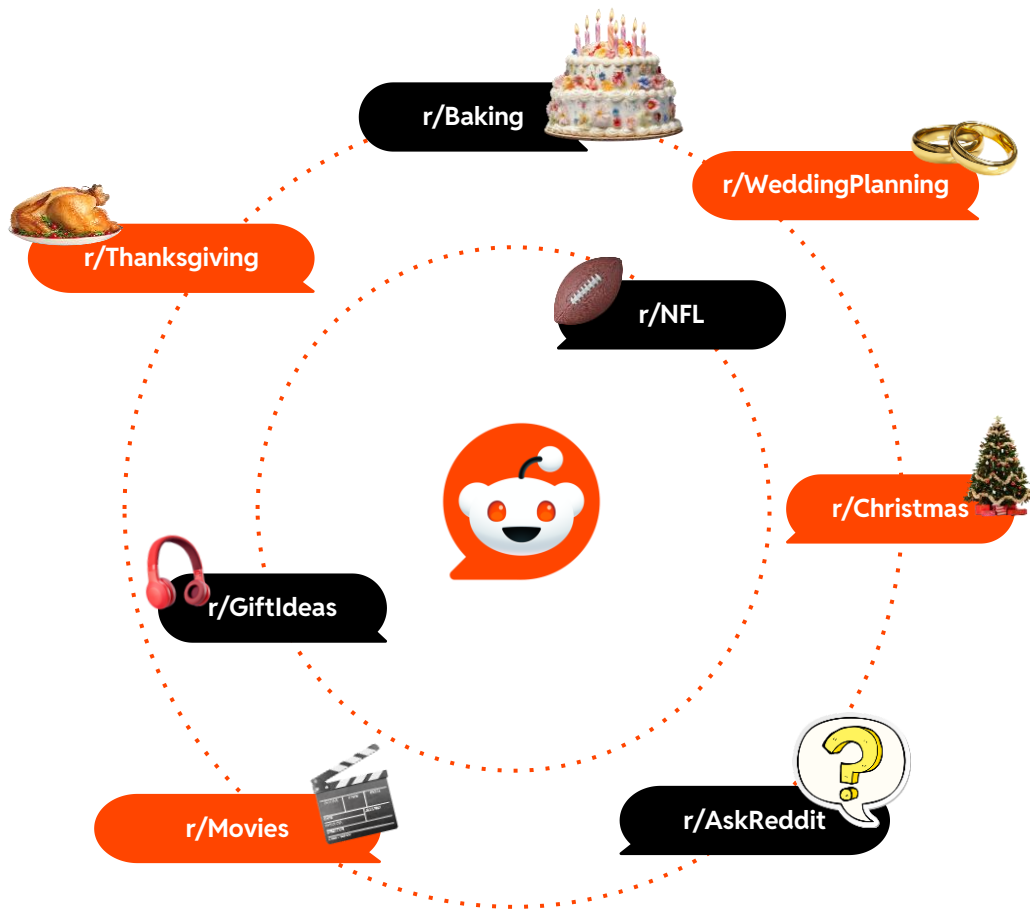 r/Baking
r/WeddingPlanning
r/Thanksgiving
r/NFL
r/Christmas
r/GiftIdeas
r/Movies
r/AskReddit